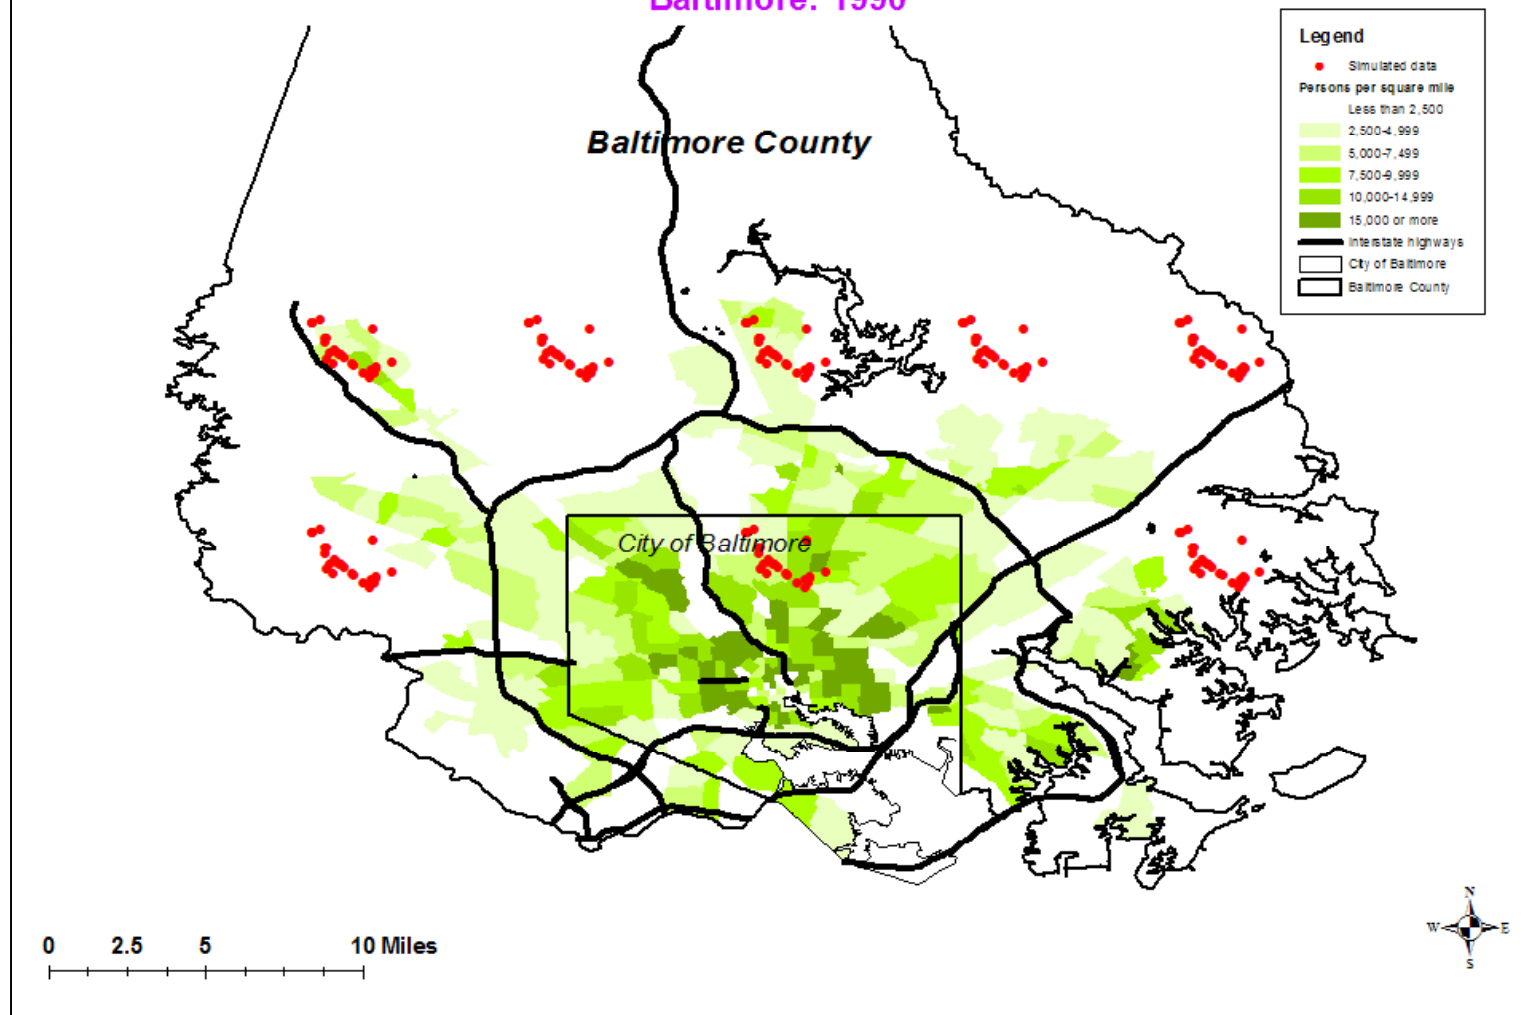 Baltimore: 1990
Legend
Simulated data
Persons per square mile
Less than 2,500
2,500-4,999
5,000-7,499
7,500-9,999
10,000-14,999
15,000 or more
Interstate highways
City of Baltimore
Baltimore County
Baltimore County
City of Baltimore
0 2.5 5 10 Miles
N
W E
S